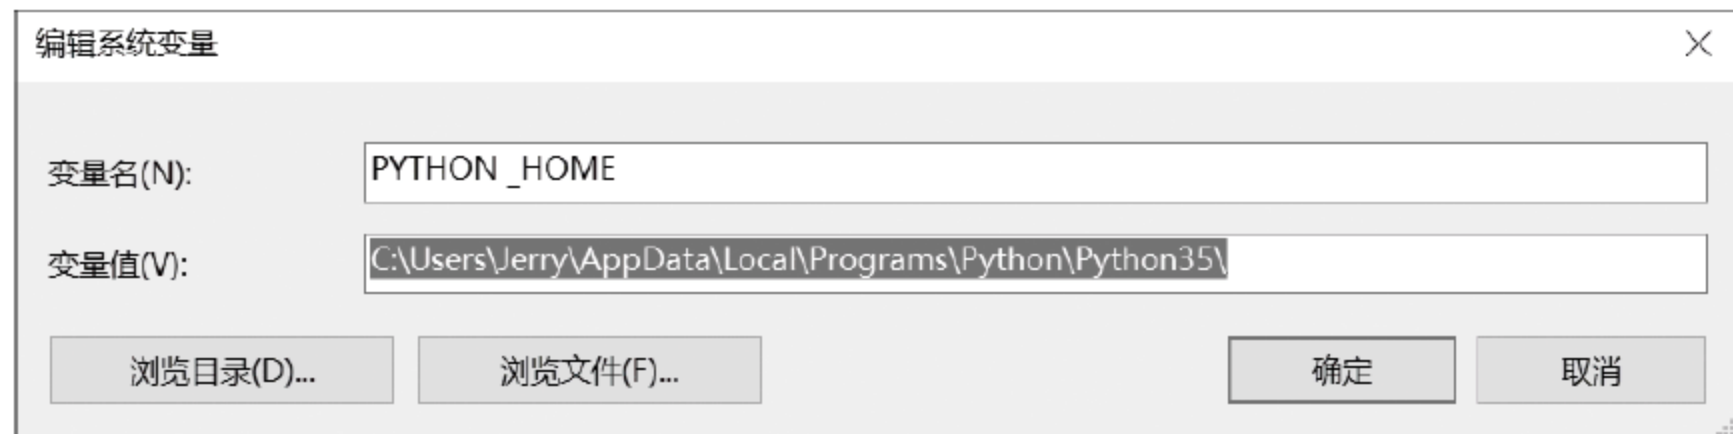 编辑系统变量
变量名(N): PYTHON _HOME
变量值(V): C:\Users\Jerry\AppData\Local\Programs\Python\Python35\
浏览目录(D)... 浏览文件(F)... 确定 取消